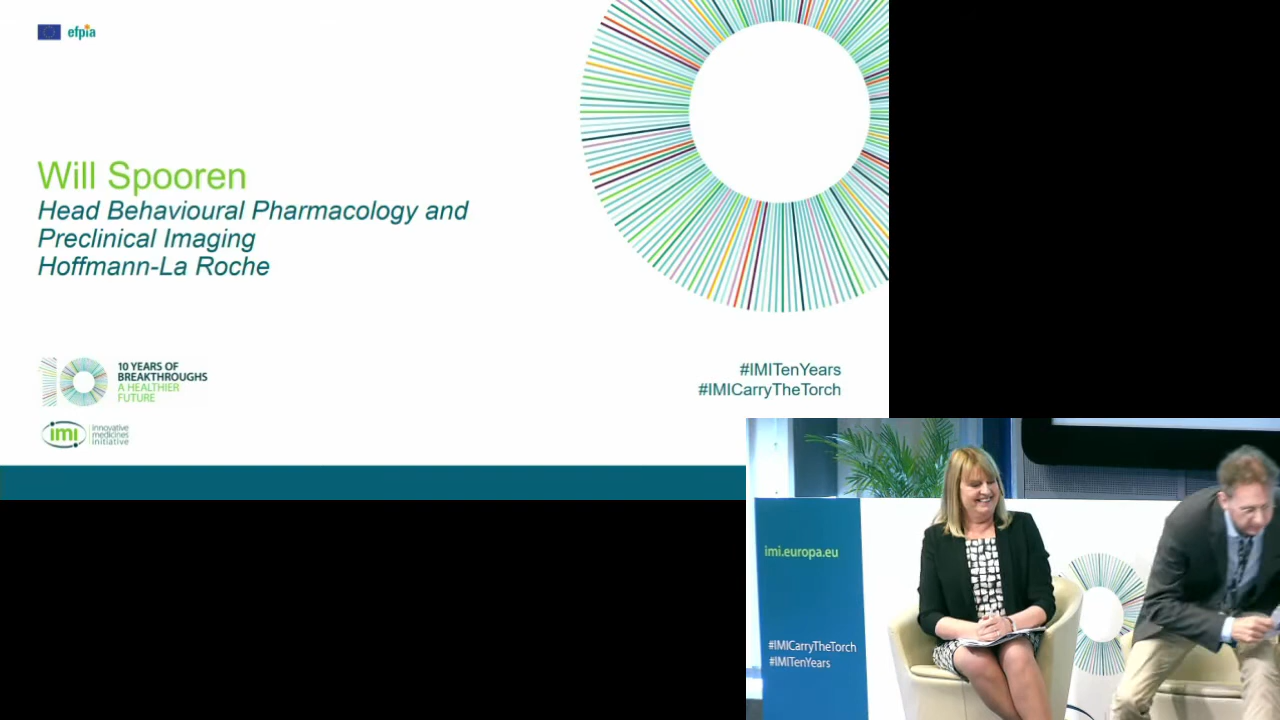 efpia
Will Spooren
Head Behavioural Pharmacology and
Preclinical Imaging
Hoffmann-La Roche
10 YEARS OF
BREAKTHROUGHS
A HEALTHIER
FUTURE
imi
innovative
medicines
initiative
#IMITenYears
#IMICarryTheTorch
imi.europa.eu
#IMICarryTheTorch
#IMITenYears